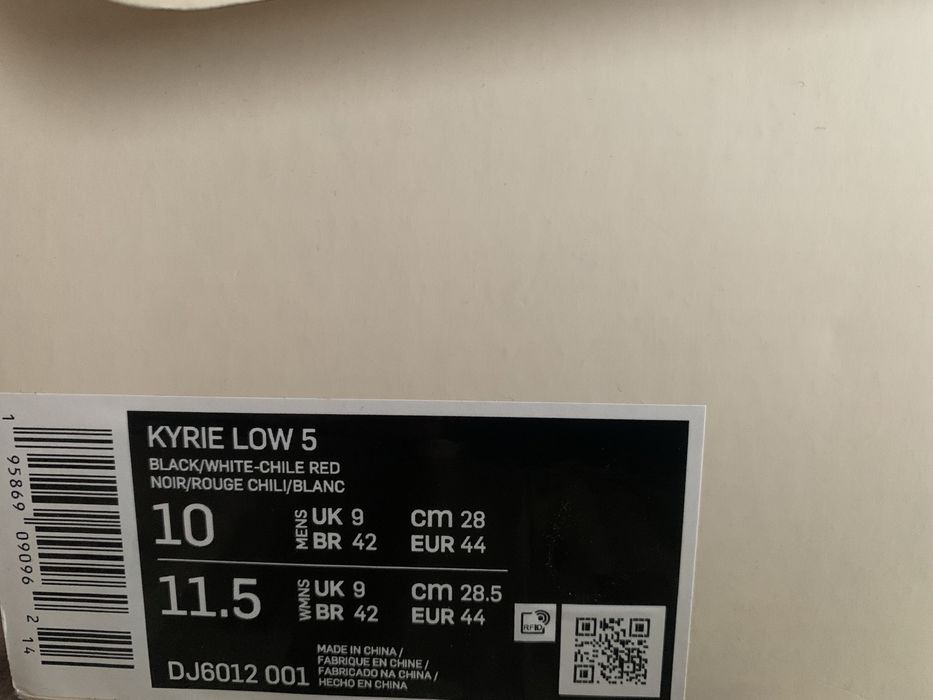 KYRIE LOW 5
BLACK/WHITE-CHILE RED
NOIR/ROUGE CHILI/BLANC
10 MENS UK 9 cm 28
BR 42 EUR 44
11.5 WMNS UK 9 cm 28.5
BR 42 EUR 44
RFID
DJ6012 001
MADE IN CHINA /
FABRIQUE EN CHINE /
FABRICADO NA CHINA /
HECHO EN CHINA
1 95869 09096 2 14